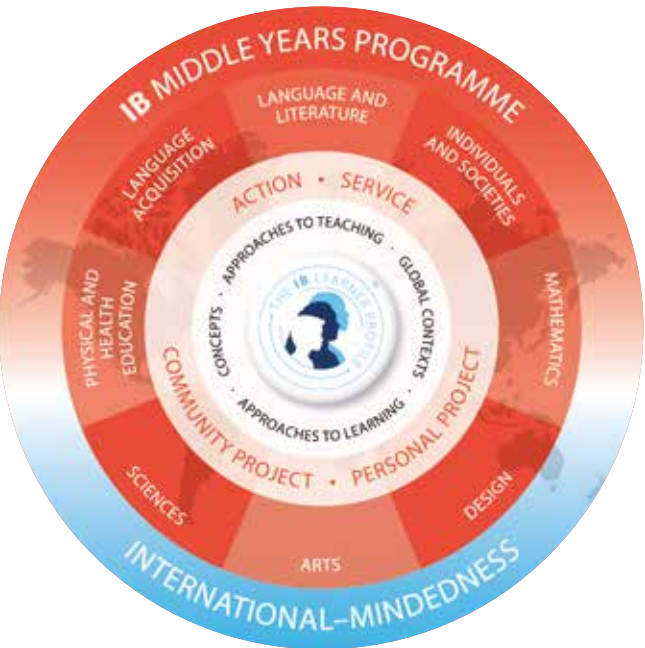 IB MIDDLE YEARS PROGRAMME
LANGUAGE AND
LITERATURE
INDIVIDUALS
AND SOCIETIES
MATHEMATICS
DESIGN
ARTS
SCIENCES
PHYSICAL AND
HEALTH
EDUCATION
LANGUAGE
ACQUISITION
ACTION • SERVICE
PERSONAL PROJECT •
COMMUNITY PROJECT
APPROACHES TO TEACHING ·
GLOBAL CONTEXTS ·
APPROACHES TO LEARNING ·
CONCEPTS ·
THE IB LEARNER PROFILE
®
INTERNATIONAL–MINDEDNESS